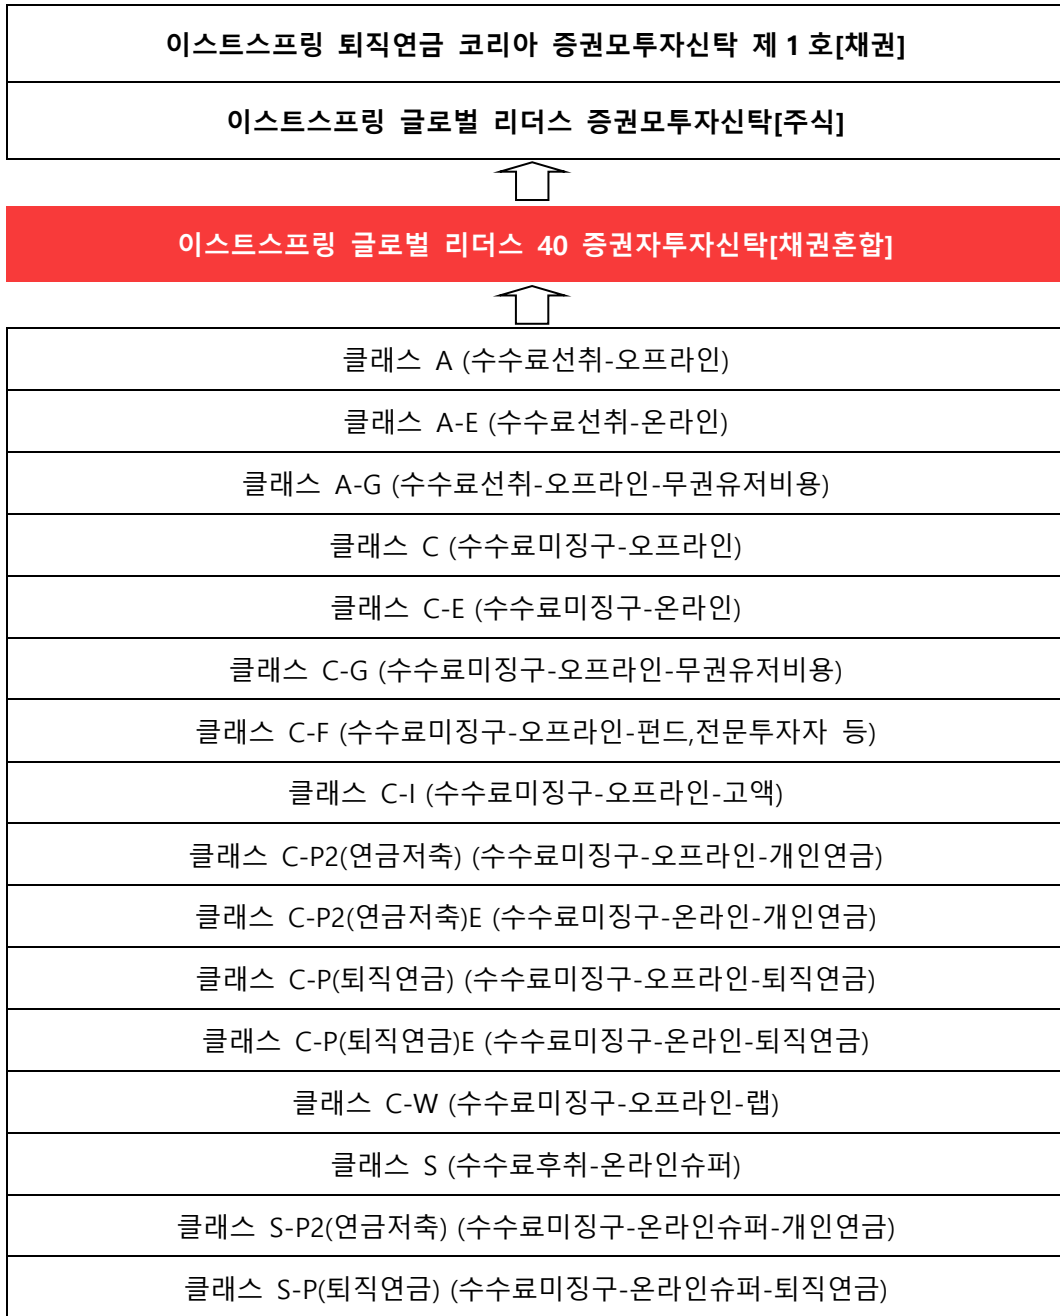 이스트스프링 퇴직연금 코리아 증권모투자신탁 제 1 호[채권]
이스트스프링 글로벌 리더스 증권모투자신탁[주식]
이스트스프링 글로벌 리더스 40 증권자투자신탁[채권혼합]
클래스 A (수수료선취-오프라인)
클래스 A-E (수수료선취-온라인)
클래스 A-G (수수료선취-오프라인-무권유저비용)
클래스 C (수수료미징구-오프라인)
클래스 C-E (수수료미징구-온라인)
클래스 C-G (수수료미징구-오프라인-무권유저비용)
클래스 C-F (수수료미징구-오프라인-펀드,전문투자자 등)
클래스 C-I (수수료미징구-오프라인-고액)
클래스 C-P2(연금저축) (수수료미징구-오프라인-개인연금)
클래스 C-P2(연금저축)E (수수료미징구-온라인-개인연금)
클래스 C-P(퇴직연금) (수수료미징구-오프라인-퇴직연금)
클래스 C-P(퇴직연금)E (수수료미징구-온라인-퇴직연금)
클래스 C-W (수수료미징구-오프라인-랩)
클래스 S (수수료후취-온라인슈퍼)
클래스 S-P2(연금저축) (수수료미징구-온라인슈퍼-개인연금)
클래스 S-P(퇴직연금) (수수료미징구-온라인슈퍼-퇴직연금)